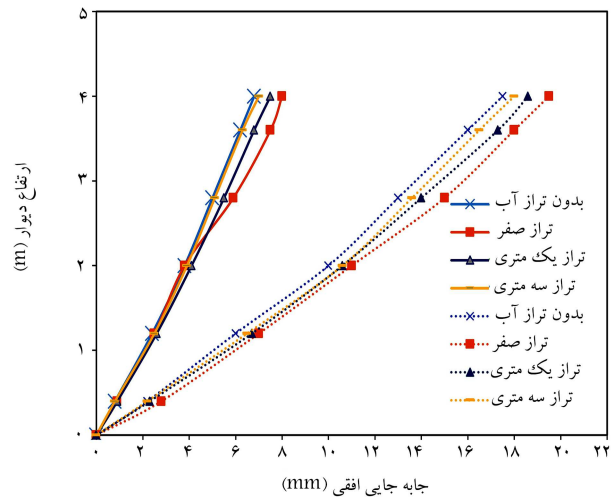 ۵
۴
۳
۲
۱
۰
ارتفاع دیوار (m)
بدون تراز آب
تراز صفر
تراز یک متری
تراز سه متری
بدون تراز آب
تراز صفر
تراز یک متری
تراز سه متری
۰ ۲ ۴ ۶ ۸ ۱۰ ۱۲ ۱۴ ۱۶ ۱۸ ۲۰ ۲۲
جابه جایی افقی (mm)